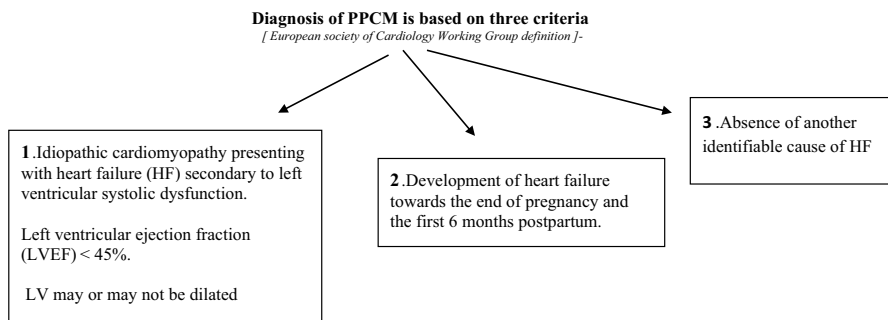 Diagnosis of PPCM is based on three criteria
[ European society of Cardiology Working Group definition ]-
1.Idiopathic cardiomyopathy presenting
with heart failure (HF) secondary to left
ventricular systolic dysfunction.
Left ventricular ejection fraction
(LVEF) < 45%.
LV may or may not be dilated
2.Development of heart failure
towards the end of pregnancy and
the first 6 months postpartum.
3.Absence of another
identifiable cause of HF